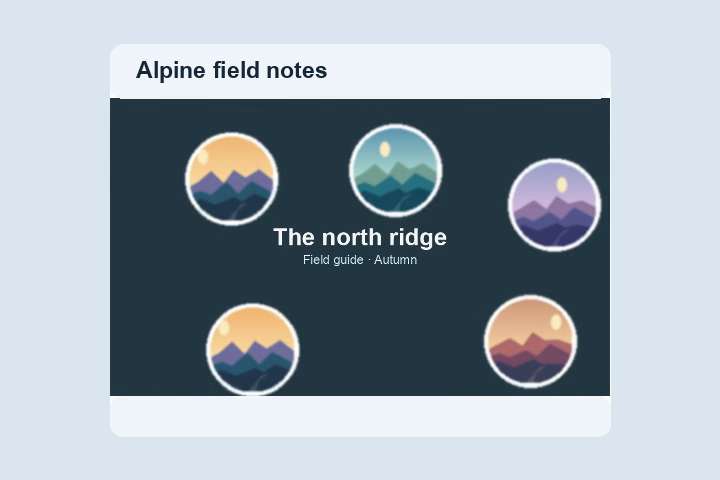 Alpine field notes
The north ridge
Field guide · Autumn